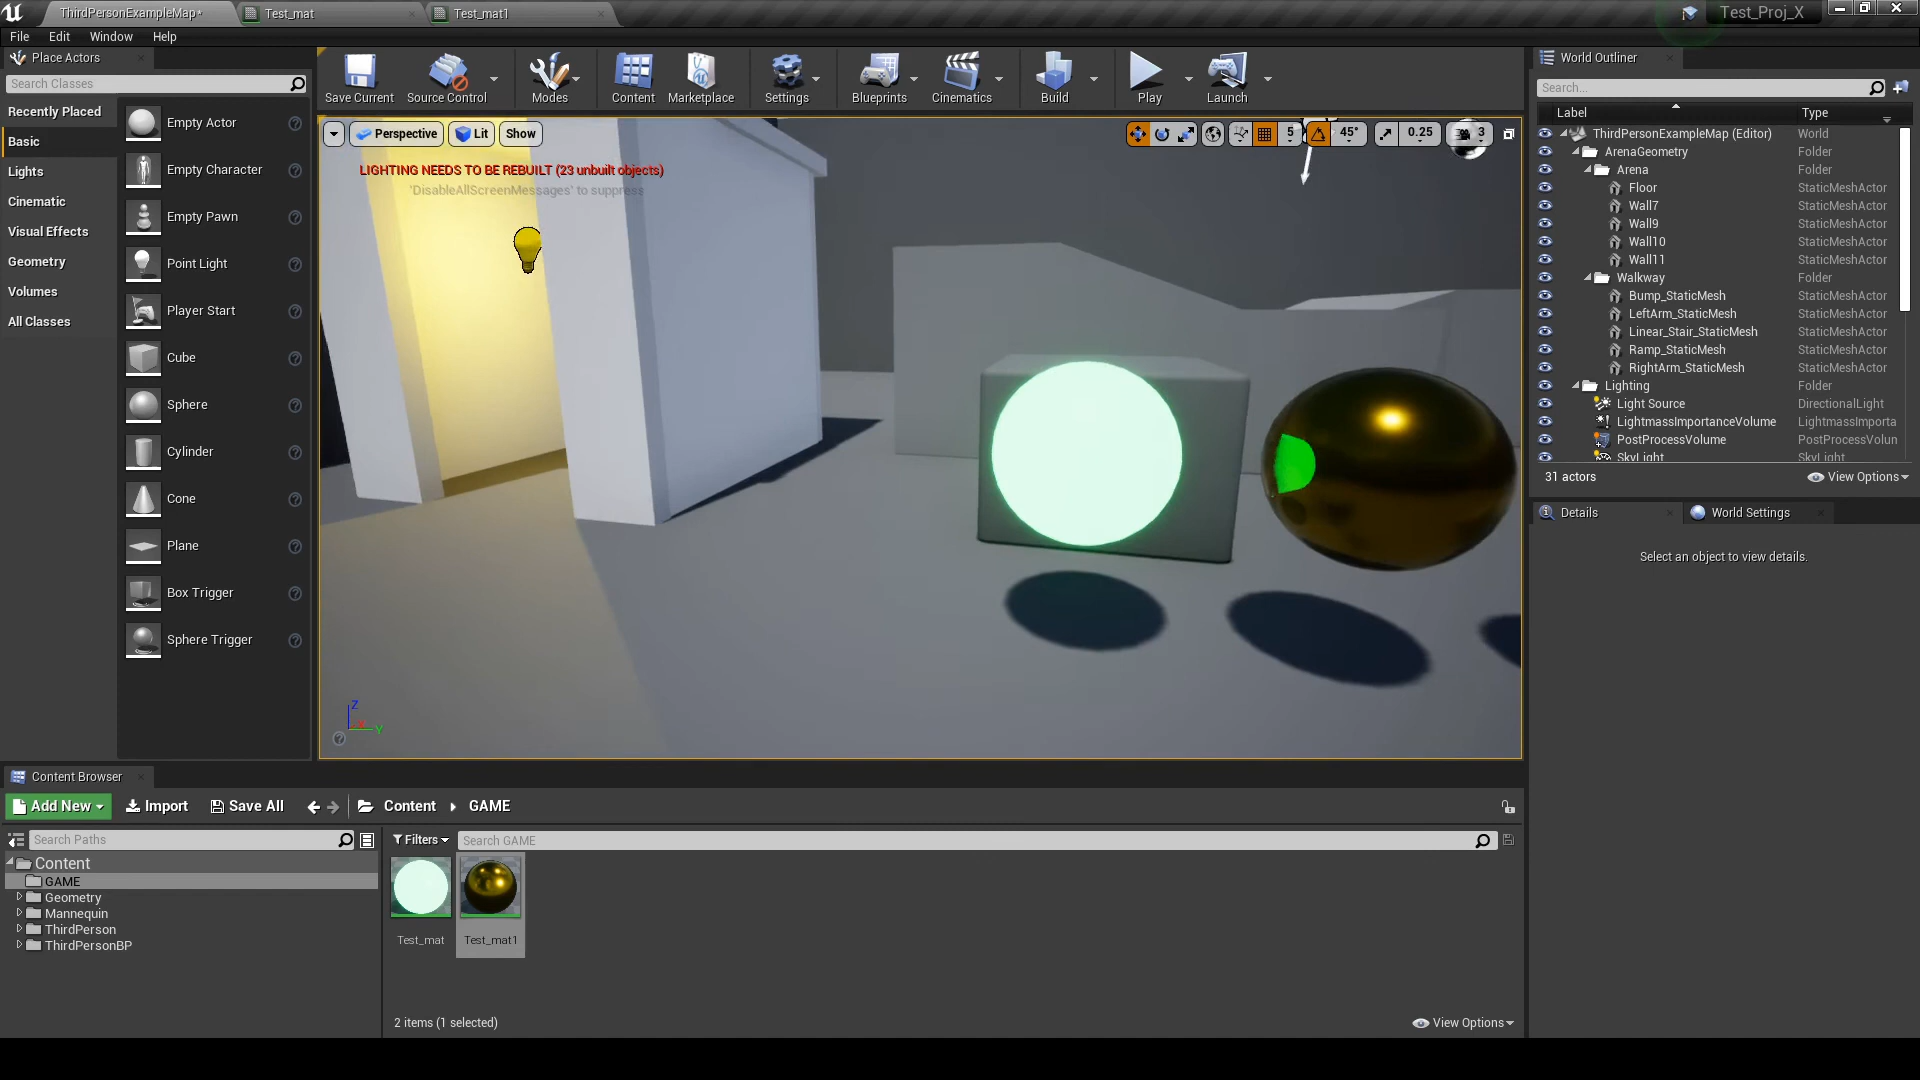 ThirdPersonExampleMap*
Test_mat
Test_mat1
Test_Proj_X
File Edit Window Help
Place Actors
Search Classes
Recently Placed
Basic
Lights
Cinematic
Visual Effects
Geometry
Volumes
All Classes
Empty Actor
Empty Character
Empty Pawn
Point Light
Player Start
Cube
Sphere
Cylinder
Cone
Plane
Box Trigger
Sphere Trigger
Save Current
Source Control
Modes
Content
Marketplace
Settings
Blueprints
Cinematics
Build
Play
Launch
Perspective
Lit
Show
5
45°
0.25
3
LIGHTING NEEDS TO BE REBUILT (23 unbuilt objects)
'DisableAllScreenMessages' to suppress
Z
X
Y
World Outliner
Search...
Label Type
ThirdPersonExampleMap (Editor) World
ArenaGeometry Folder
Arena Folder
Floor StaticMeshActor
Wall7 StaticMeshActor
Wall9 StaticMeshActor
Wall10 StaticMeshActor
Wall11 StaticMeshActor
Walkway Folder
Bump_StaticMesh StaticMeshActor
LeftArm_StaticMesh StaticMeshActor
Linear_Stair_StaticMesh StaticMeshActor
Ramp_StaticMesh StaticMeshActor
RightArm_StaticMesh StaticMeshActor
Lighting Folder
Light Source DirectionalLight
LightmassImportanceVolume LightmassImporta
PostProcessVolume PostProcessVolun
SkyLight SkyLight
31 actors
View Options
Details
World Settings
Select an object to view details.
Content Browser
Add New
Import
Save All
Content
GAME
Search Paths
Filters
Search GAME
Content
GAME
Geometry
Mannequin
ThirdPerson
ThirdPersonBP
Test_mat
Test_mat1
2 items (1 selected)
View Options